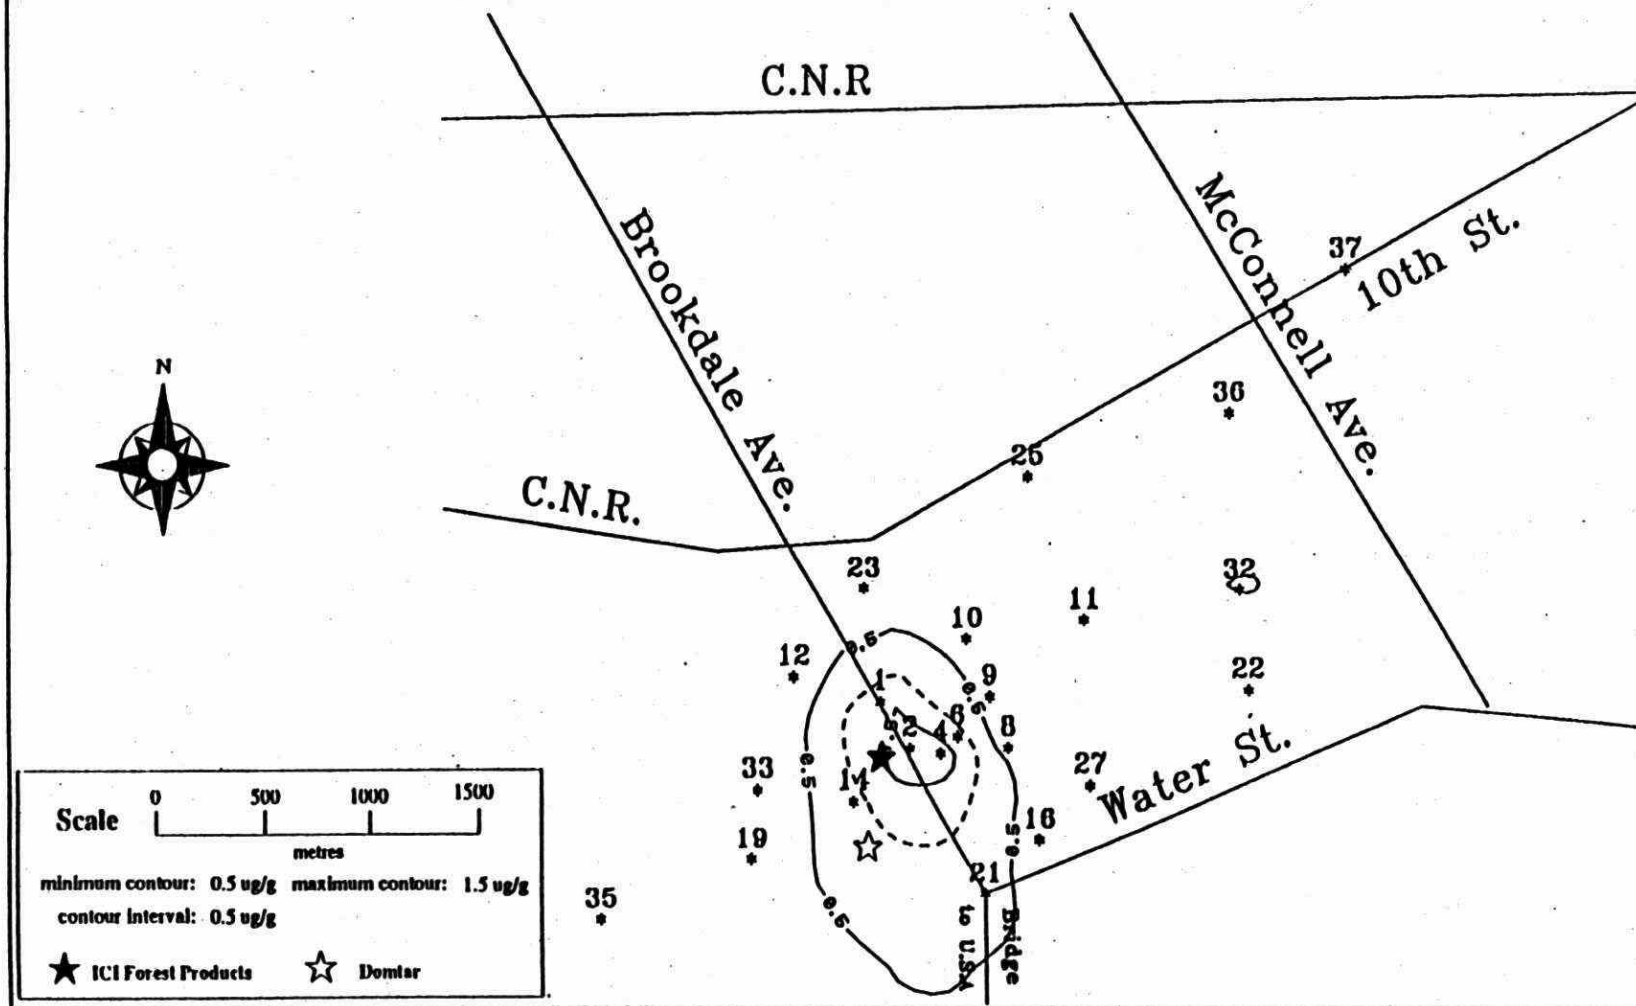 C.N.R
McConnell Ave.
10th St.
Brookdale Ave.
37
N
36
25
C.N.R.
23
32
11
10
12
0.5
9
22
1
0.5
6
2
4
8
33
0.5
14
27
Water St.
16
19
0.5
21
35
0.5
to U.S.A
Bridge
Scale
0 500 1000 1500
metres
minimum contour: 0.5 ug/g maximum contour: 1.5 ug/g
contour interval: 0.5 ug/g
ICI Forest Products
Domtar